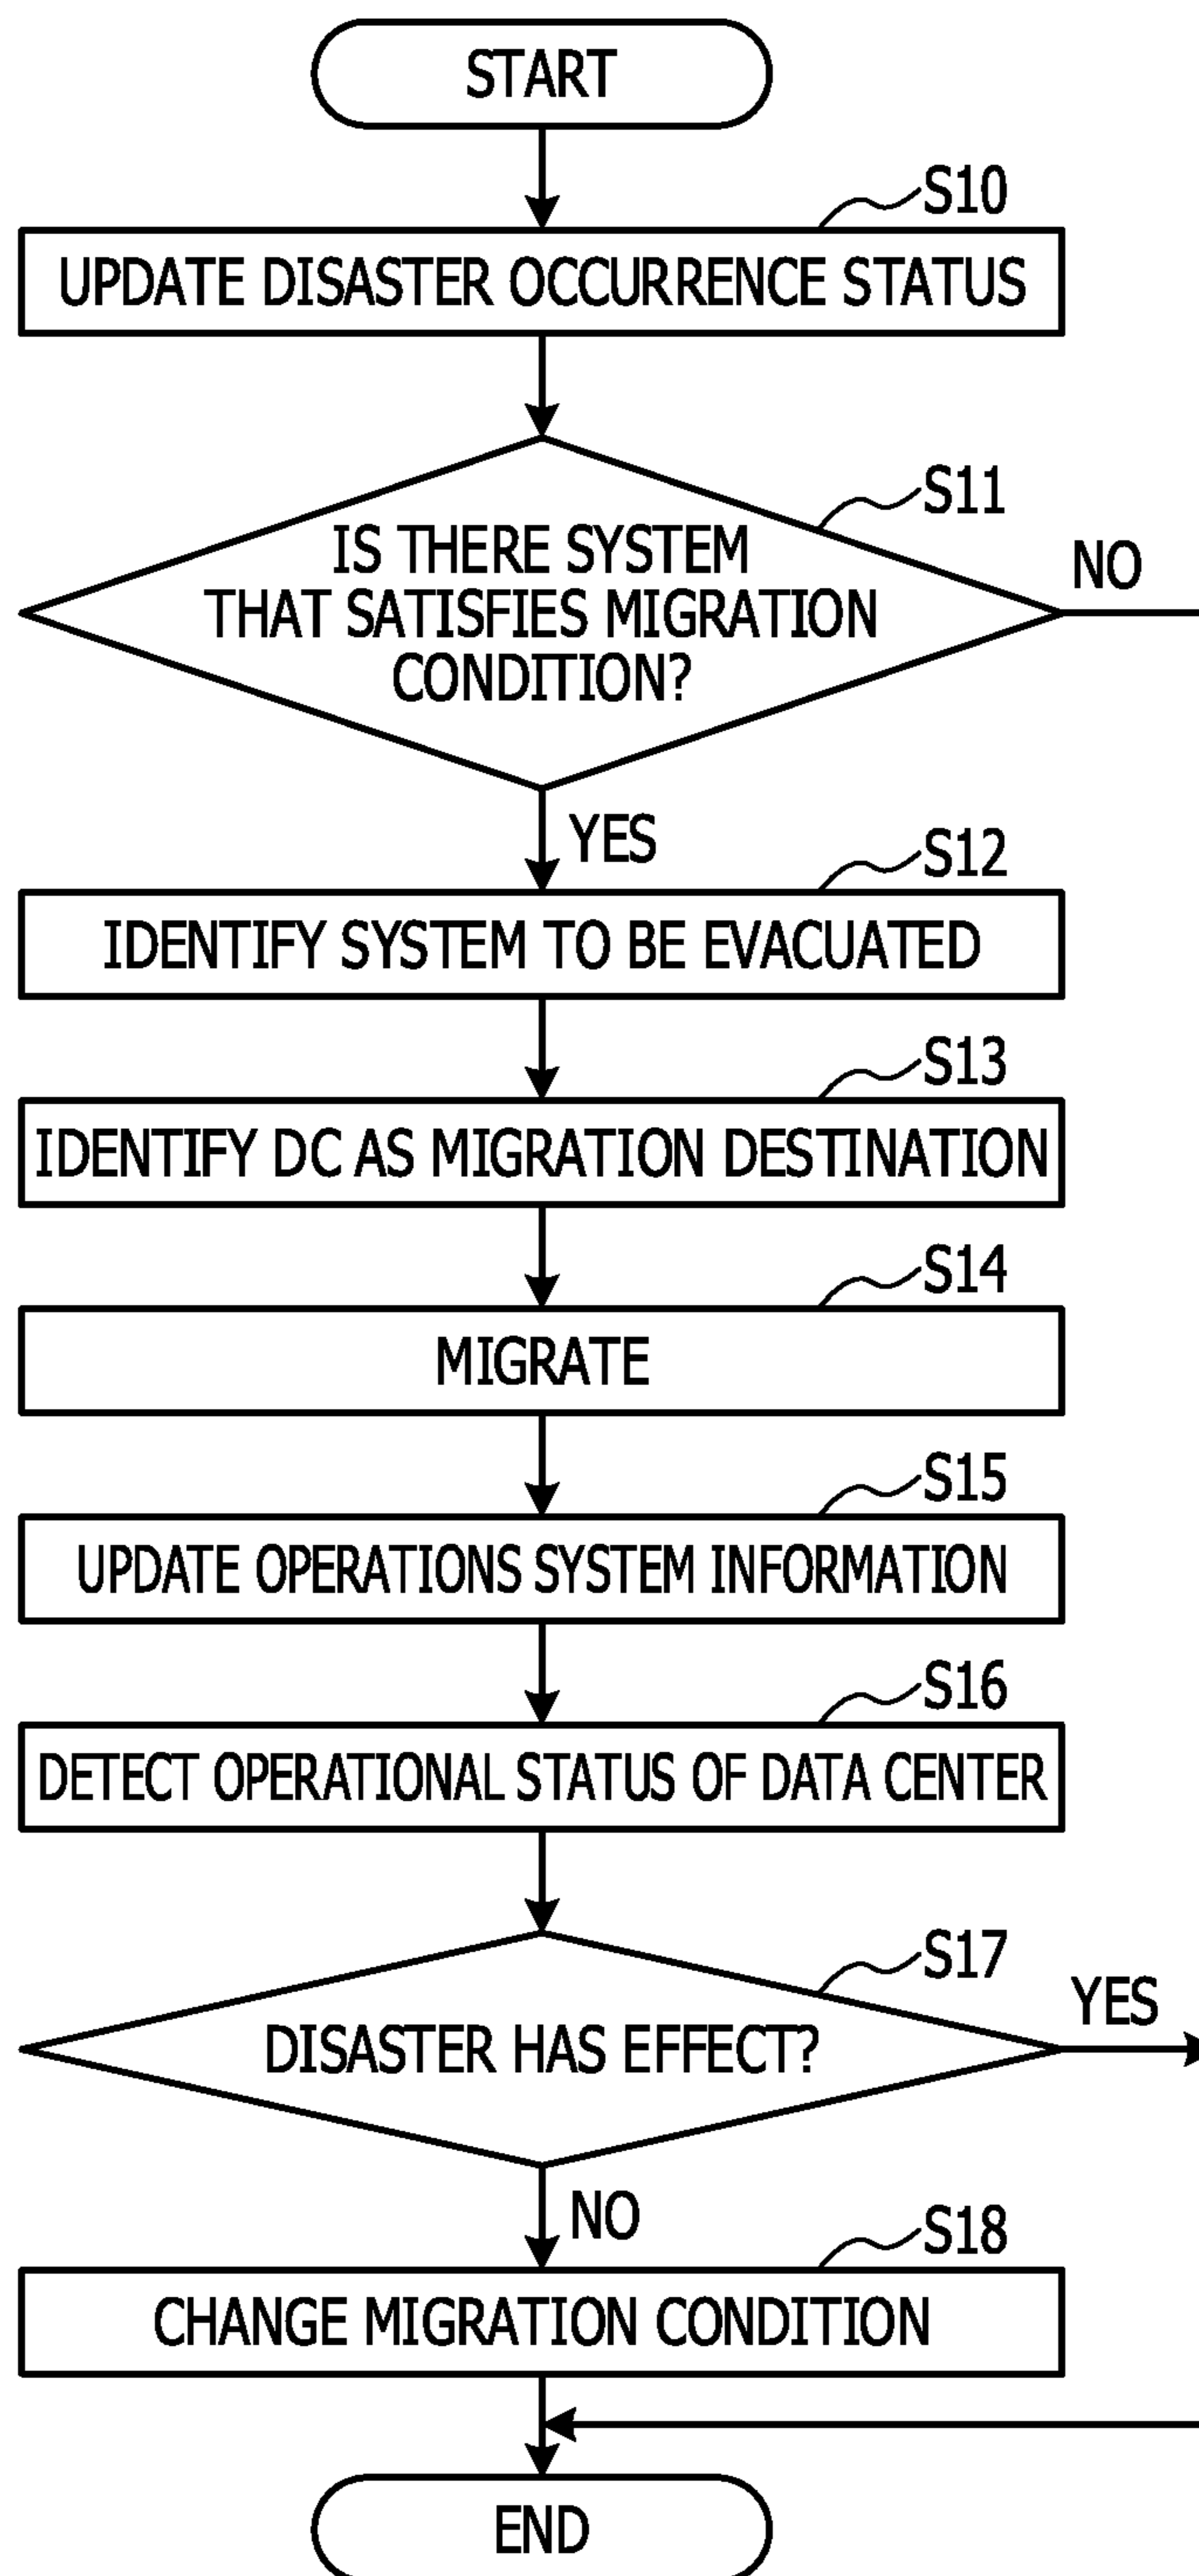 START
S10
UPDATE DISASTER OCCURRENCE STATUS
S11
IS THERE SYSTEM
THAT SATISFIES MIGRATION
CONDITION?
NO
YES
S12
IDENTIFY SYSTEM TO BE EVACUATED
S13
IDENTIFY DC AS MIGRATION DESTINATION
S14
MIGRATE
S15
UPDATE OPERATIONS SYSTEM INFORMATION
S16
DETECT OPERATIONAL STATUS OF DATA CENTER
S17
DISASTER HAS EFFECT?
YES
NO
S18
CHANGE MIGRATION CONDITION
END